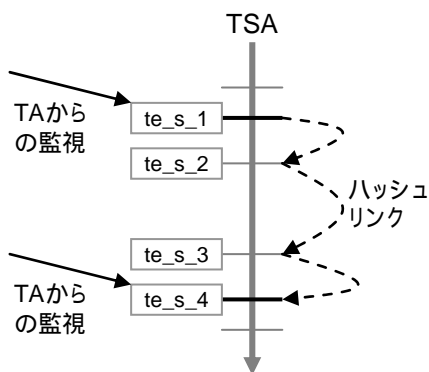 TSA
TAから
の監視
te_s_1
te_s_2
ハッシュ
リンク
te_s_3
TAから
の監視
te_s_4